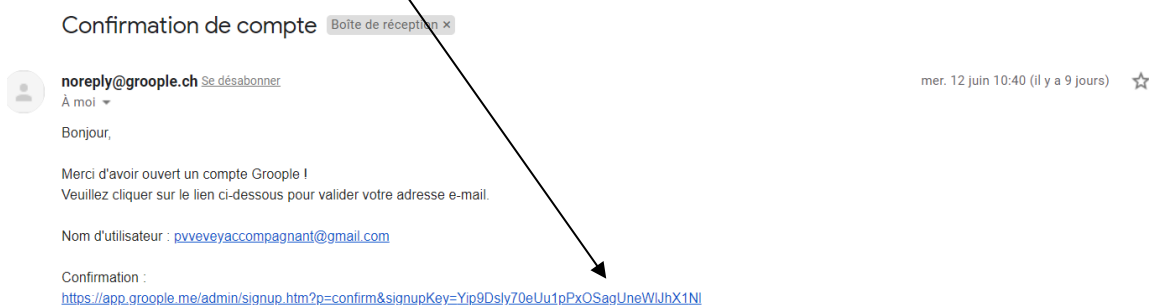 Confirmation de compte Boîte de réception ×
noreply@groople.ch Se désabonner mer. 12 juin 10:40 (il y a 9 jours)
À moi
Bonjour,
Merci d'avoir ouvert un compte Groople !
Veuillez cliquer sur le lien ci-dessous pour valider votre adresse e-mail.
Nom d'utilisateur : pvveveyaccompagnant@gmail.com
Confirmation :
https://app.groople.me/admin/signup.htm?p=confirm&signupKey=Yip9Dsly70eUu1pPxOSaqUneWlJhX1Nl